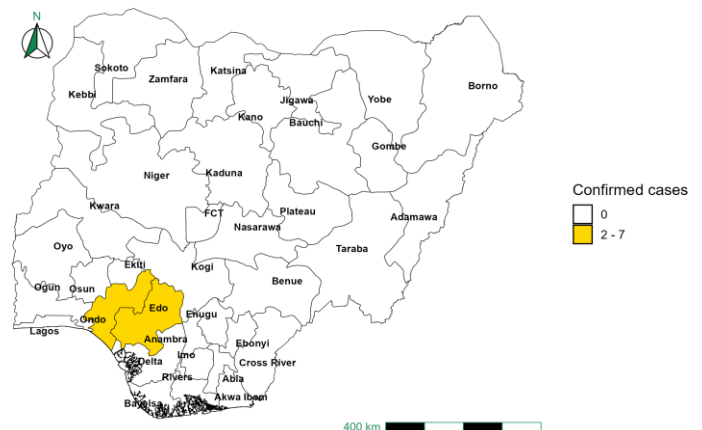 N
Sokoto
Katsina
Zamfara
Kebbi
Borno
Jigawa
Yobe
Kano
Bauchi
Gombe
Niger
Kaduna
Kwara
FCT
Plateau
Nasarawa
Adamawa
Oyo
Taraba
Ekiti
Kogi
Benue
Ogun
Osun
Edo
Enugu
Ondo
Lagos
Anambra
Ebonyi
Imo
Delta
Cross River
Rivers
Abia
Akwa Ibom
Bayelsa
Confirmed cases
0
2 - 7
400 km